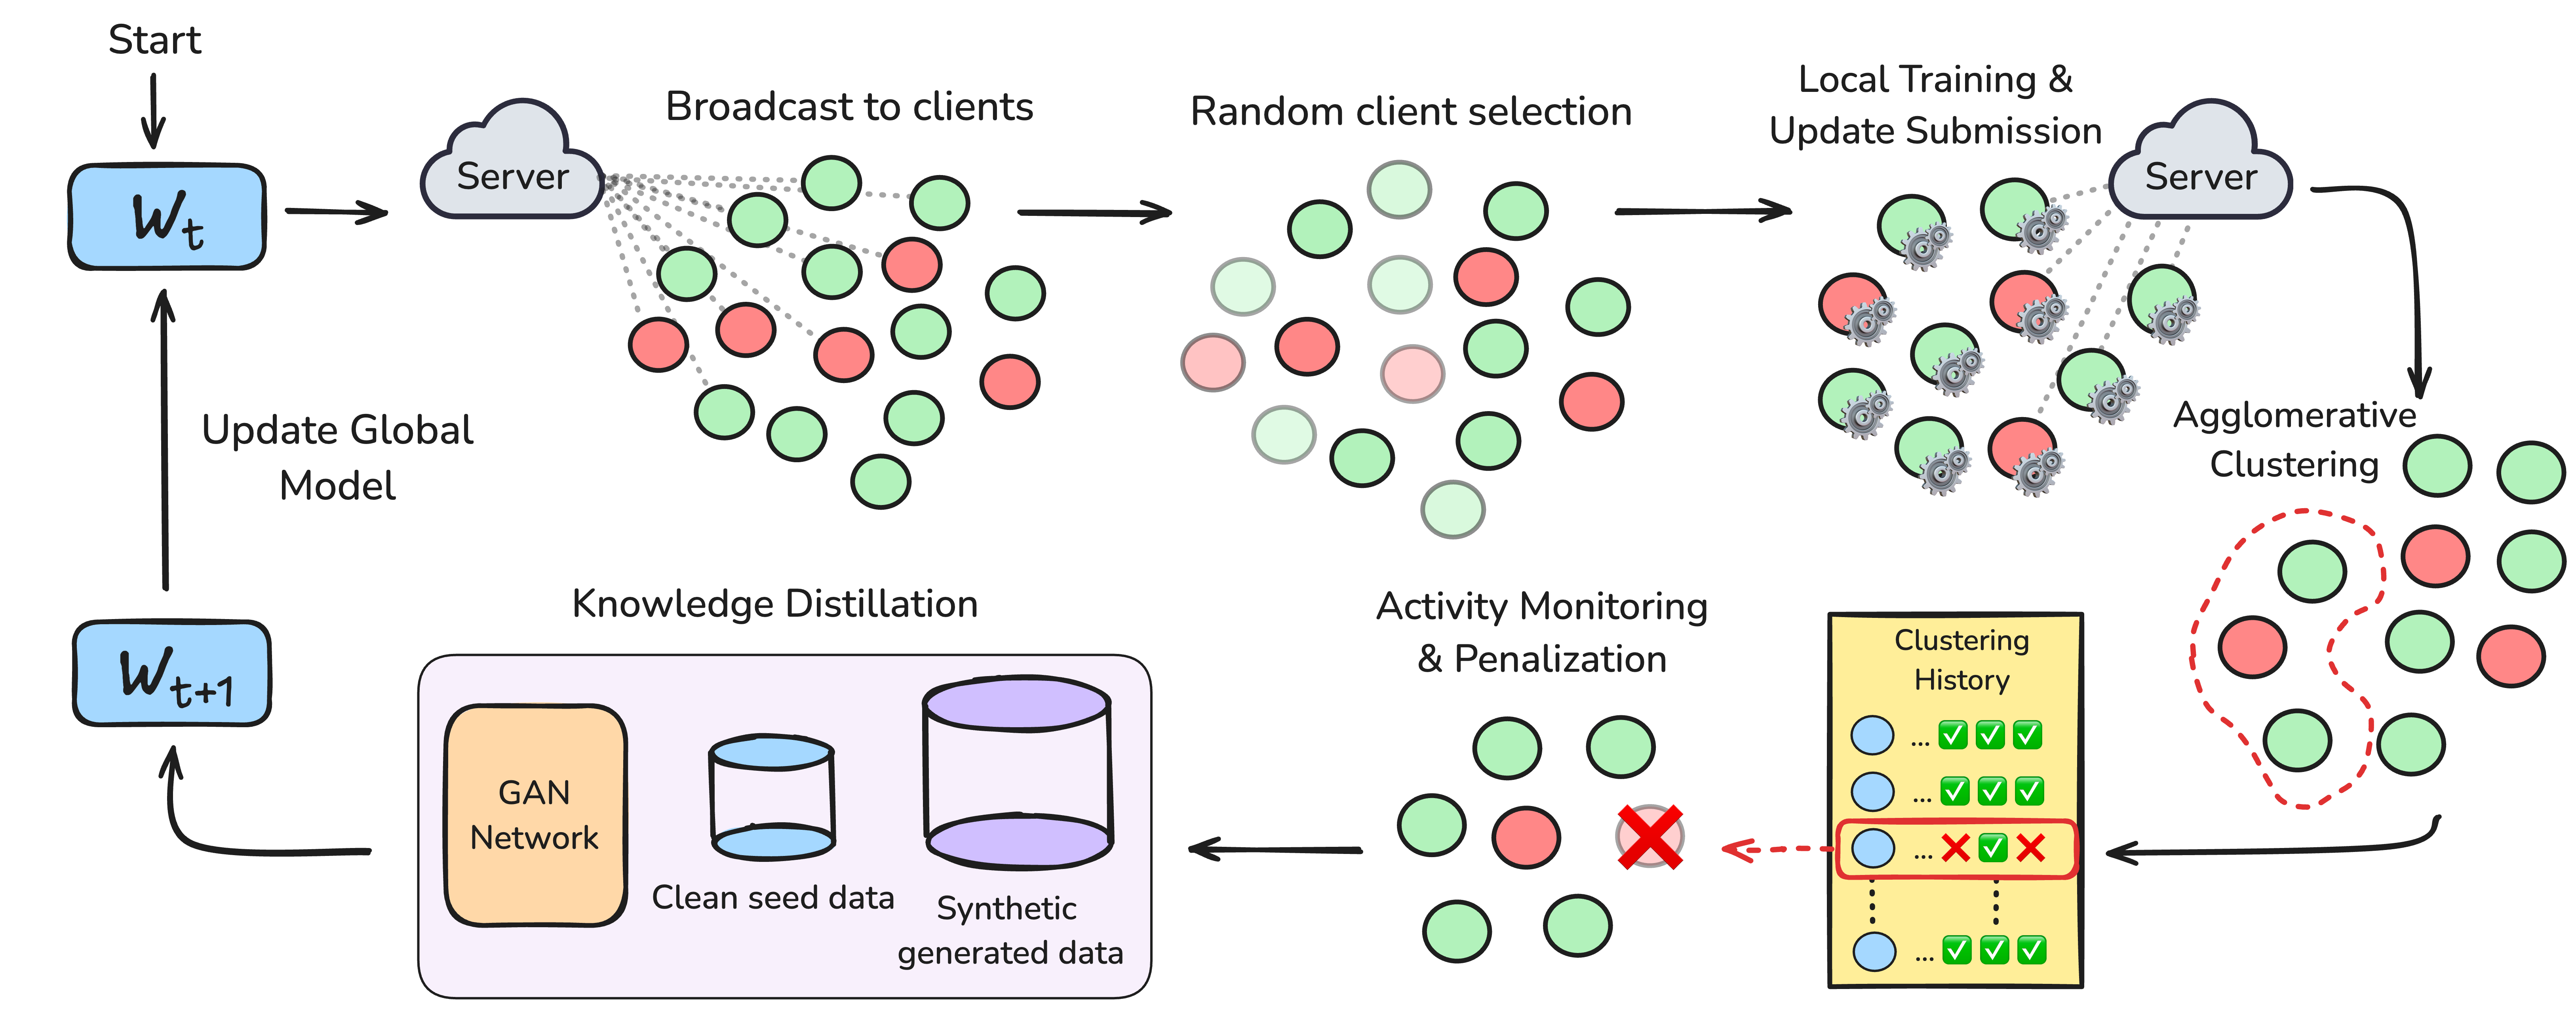 Start
W_t
Server
Broadcast to clients
Random client selection
Local Training &
Update Submission
Server
Agglomerative
Clustering
Clustering
History
...
...
...
...
Activity Monitoring
& Penalization
Knowledge Distillation
GAN
Network
Clean seed data
Synthetic
generated data
W_{t+1}
Update Global
Model